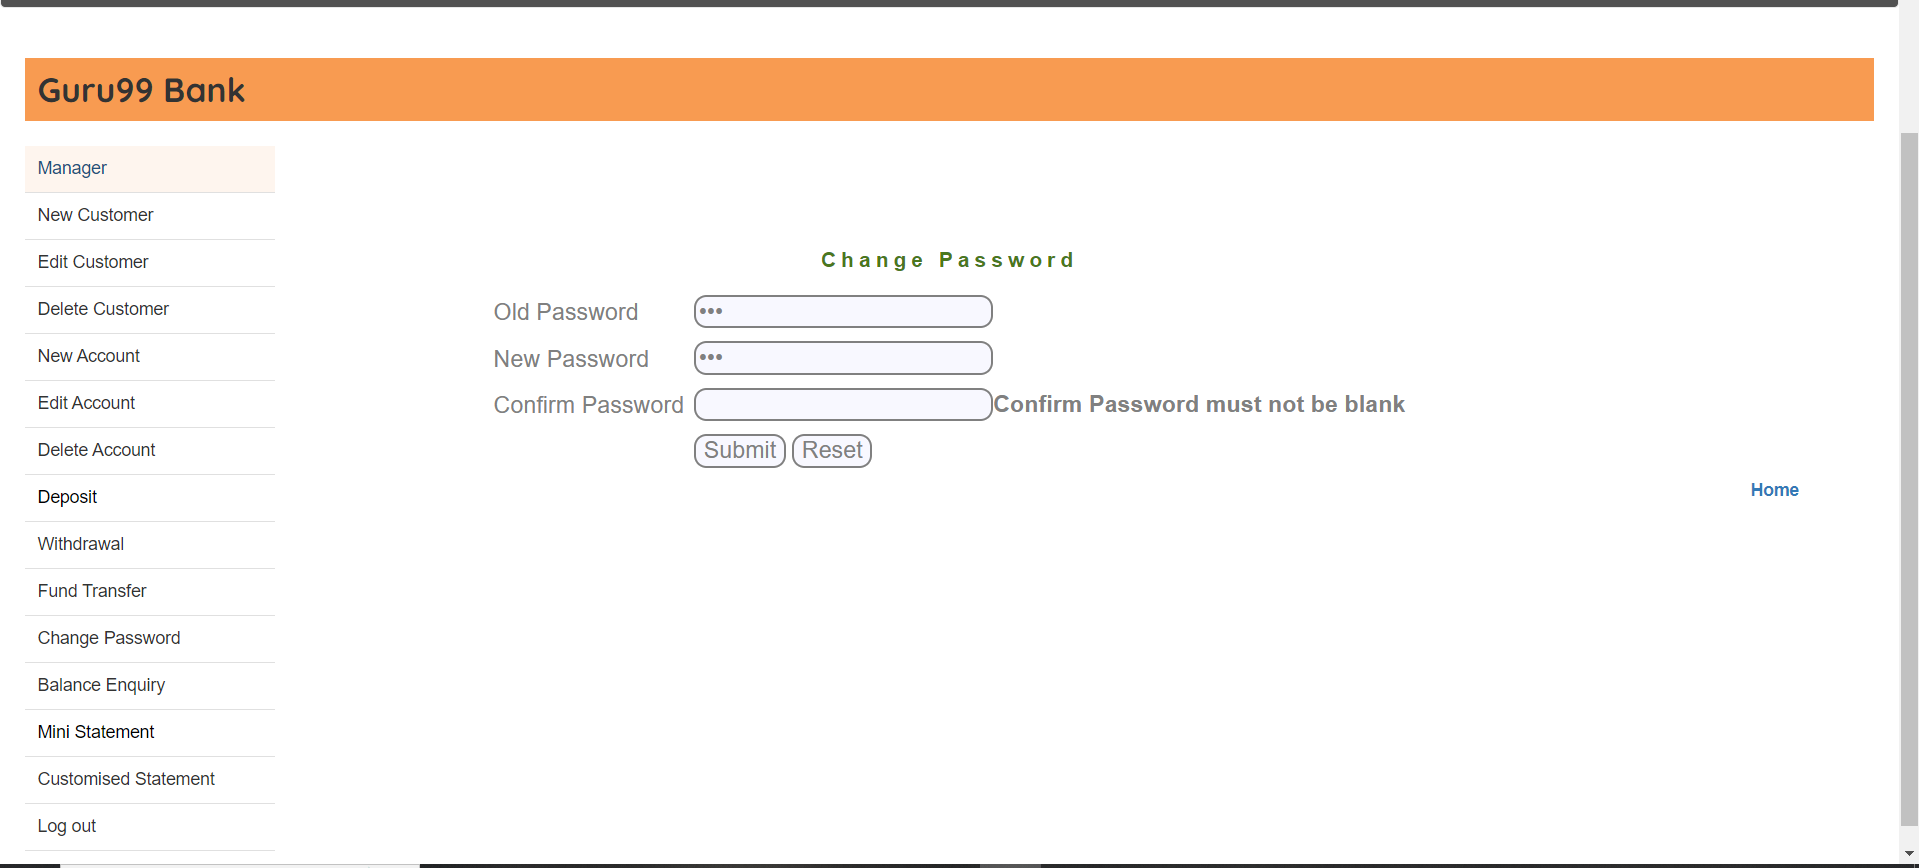 Guru99 Bank
Manager
New Customer
Edit Customer
Delete Customer
New Account
Edit Account
Delete Account
Deposit
Withdrawal
Fund Transfer
Change Password
Balance Enquiry
Mini Statement
Customised Statement
Log out
Change Password
Old Password •••
New Password •••
Confirm Password Confirm Password must not be blank
Submit Reset
Home